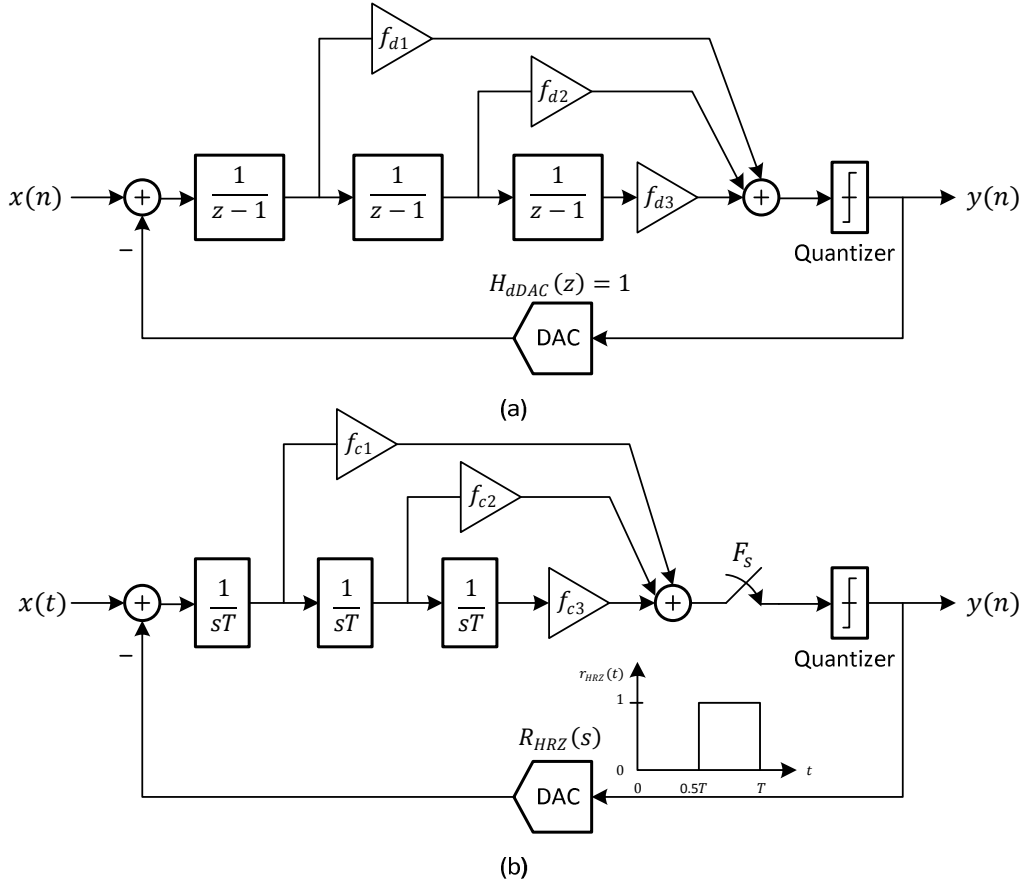 f_{d1}
f_{d2}
x(n) + 1/(z − 1) 1/(z − 1) 1/(z − 1) f_{d3} + y(n)
−
Quantizer
H_{dDAC}(z) = 1
DAC
(a)
f_{c1}
f_{c2}
F_s
x(t) + 1/(sT) 1/(sT) 1/(sT) f_{c3} + y(n)
−
Quantizer
r_{HRZ}(t)
1
R_{HRZ}(s)
0 t
0 0.5T T
DAC
(b)